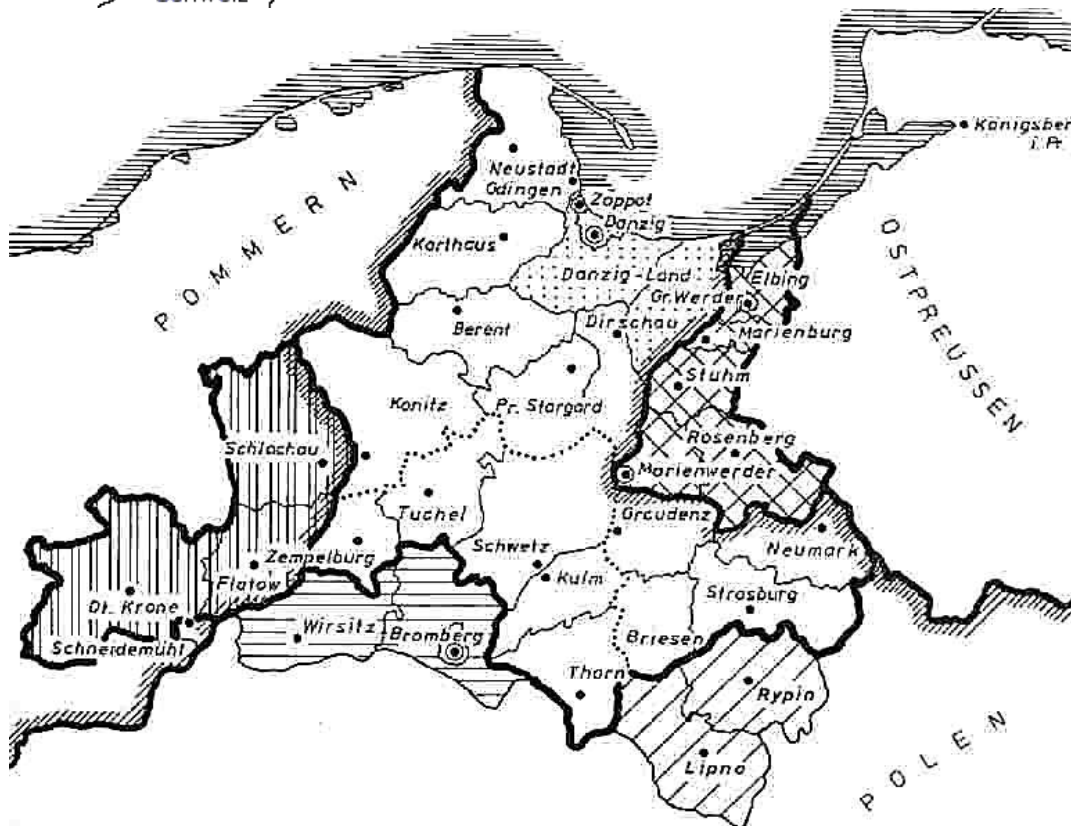 Schweiz
Königsber
i. Pr.
Neustadt
Gdingen
Zoppot
Danzig
POMMERN
Karthaus
OSTPREUSSEN
Danzig-Land
Elbing
Gr. Werder
Berent
Dirschau
Marienburg
Stuhm
Konitz
Pr. Stargard
Schlochau
Rosenberg
Marienwerder
Tuchel
Graudenz
Zempelburg
Schwetz
Neumark
Flatow
Kulm
Dt. Krone
Strasburg
Schneidemühl
Wirsitz
Bromberg
Briesen
Thorn
Rypin
Lipno
POLEN